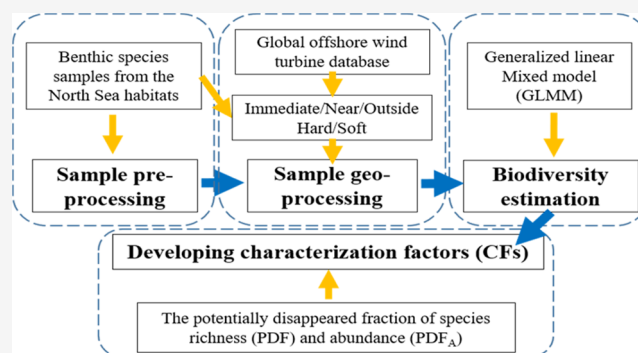 Benthic species
samples from the
North Sea habitats
Global offshore wind
turbine database
Generalized linear
Mixed model
(GLMM)
Immediate/Near/Outside
Hard/Soft
Sample pre-
processing
Sample geo-
processing
Biodiversity
estimation
Developing characterization factors (CFs)
The potentially disappeared fraction of species
richness (PDF) and abundance (PDFA)